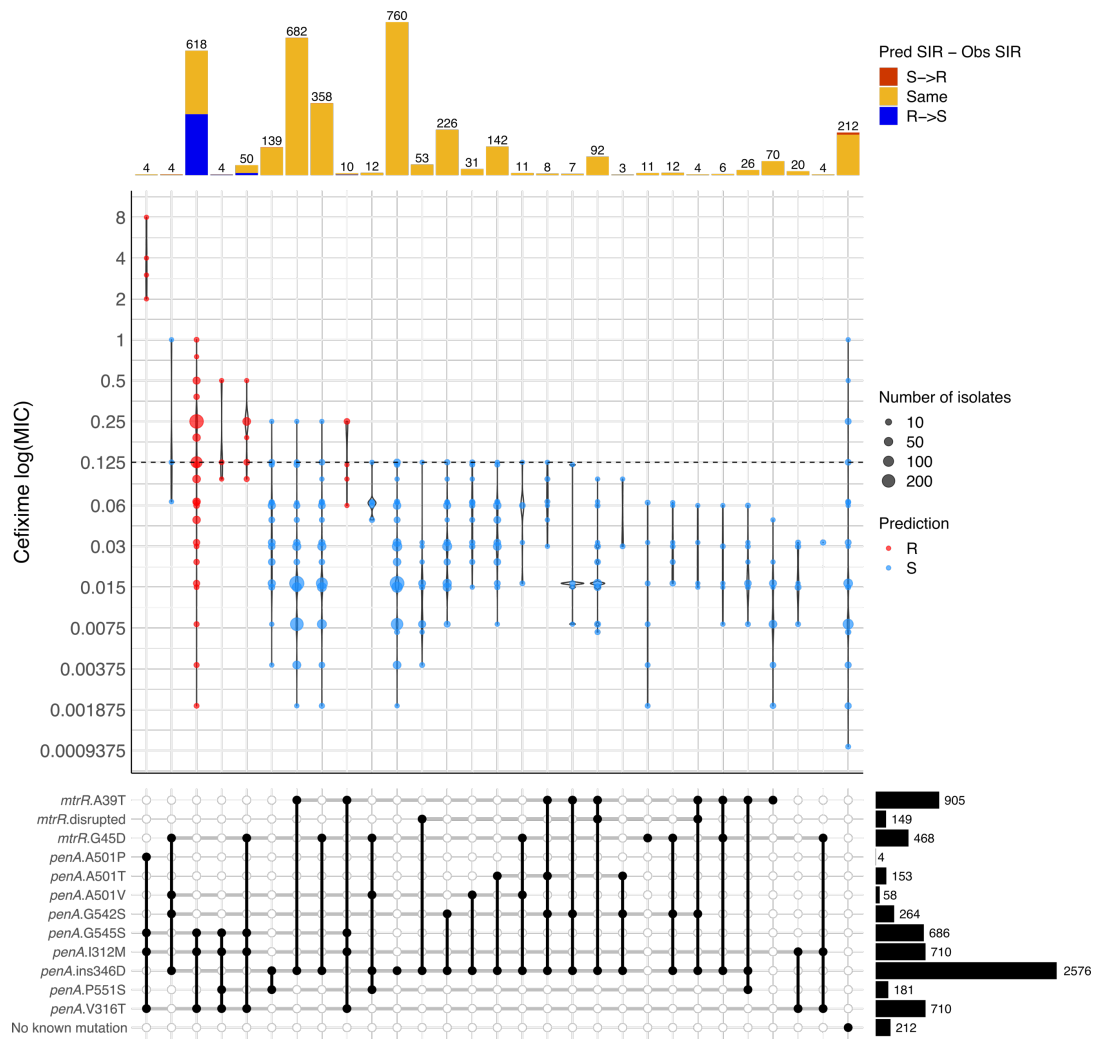 760
682
618
358
226
212
139
142
92
70
50
53
31
26
20
4
4
4
10
12
11
8
7
3
11
12
4
6
4
Pred SIR − Obs SIR
S−>R
Same
R−>S
Cefixime log(MIC)
8
4
2
1
0.5
0.25
0.125
0.06
0.03
0.015
0.0075
0.00375
0.001875
0.0009375
Number of isolates
10
50
100
200
Prediction
R
S
mtrR.A39T 905
mtrR.disrupted 149
mtrR.G45D 468
penA.A501P 4
penA.A501T 153
penA.A501V 58
penA.G542S 264
penA.G545S 686
penA.I312M 710
penA.ins346D 2576
penA.P551S 181
penA.V316T 710
No known mutation 212